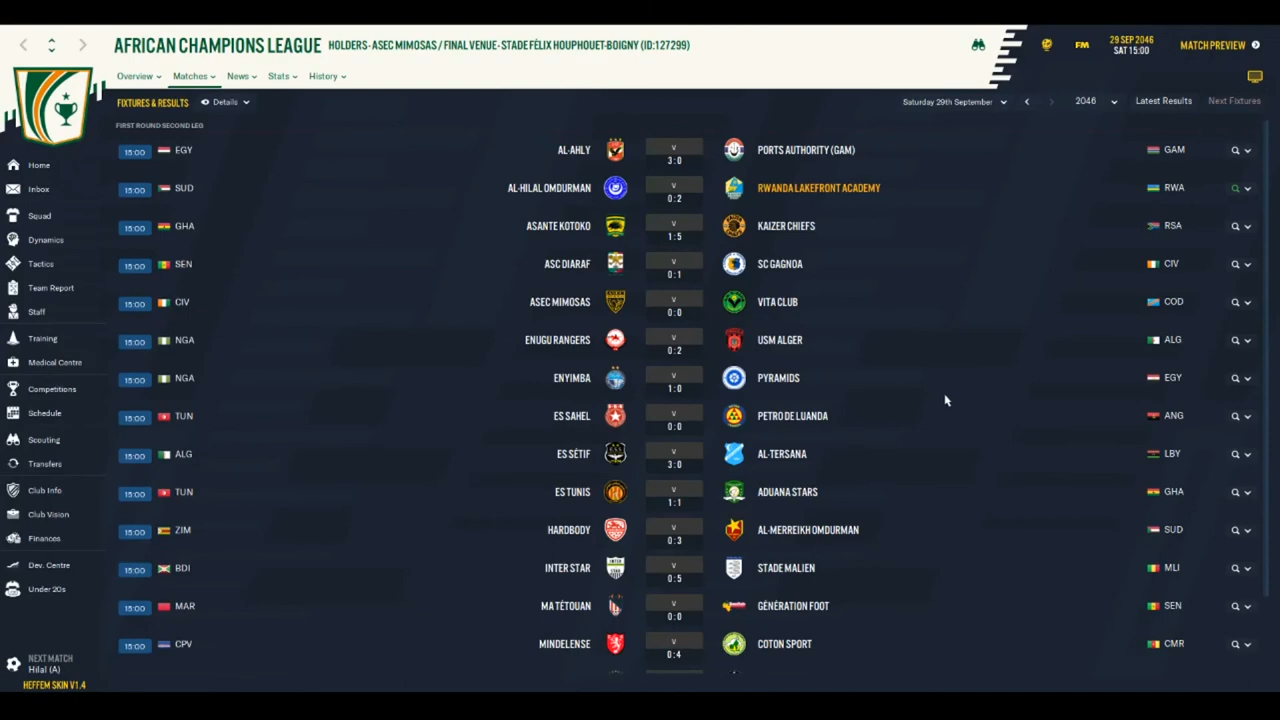 AFRICAN CHAMPIONS LEAGUE HOLDERS - ASEC MIMOSAS / FINAL VENUE - STADE FÉLIX HOUPHOUET-BOIGNY (ID:127299)
FM 29 SEP 2046 SAT 15:00 MATCH PREVIEW
Overview Matches News Stats History
FIXTURES & RESULTS Details Saturday 29th September 2046 Latest Results Next Fixtures
FIRST ROUND SECOND LEG
15:00 EGY AL-AHLY v 3:0 PORTS AUTHORITY (GAM) GAM
15:00 SUD AL-HILAL OMDURMAN v 0:2 RWANDA LAKEFRONT ACADEMY RWA
15:00 GHA ASANTE KOTOKO v 1:5 KAIZER CHIEFS RSA
15:00 SEN ASC DIARAF v 0:1 SC GAGNOA CIV
15:00 CIV ASEC MIMOSAS v 0:0 VITA CLUB COD
15:00 NGA ENUGU RANGERS v 0:2 USM ALGER ALG
15:00 NGA ENYIMBA v 1:0 PYRAMIDS EGY
15:00 TUN ES SAHEL v 0:0 PETRO DE LUANDA ANG
15:00 ALG ES SÉTIF v 3:0 AL-TERSANA LBY
15:00 TUN ES TUNIS v 1:1 ADUANA STARS GHA
15:00 ZIM HARDBODY v 0:3 AL-MERREIKH OMDURMAN SUD
15:00 BDI INTER STAR v 0:5 STADE MALIEN MLI
15:00 MAR MA TÉTOUAN v 0:0 GÉNÉRATION FOOT SEN
15:00 CPV MINDELENSE v 0:4 COTON SPORT CMR
Home
Inbox
Squad
Dynamics
Tactics
Team Report
Staff
Training
Medical Centre
Competitions
Schedule
Scouting
Transfers
Club Info
Club Vision
Finances
Dev. Centre
Under 20s
NEXT MATCH
Hilal (A)
HEFFEM SKIN V1.4